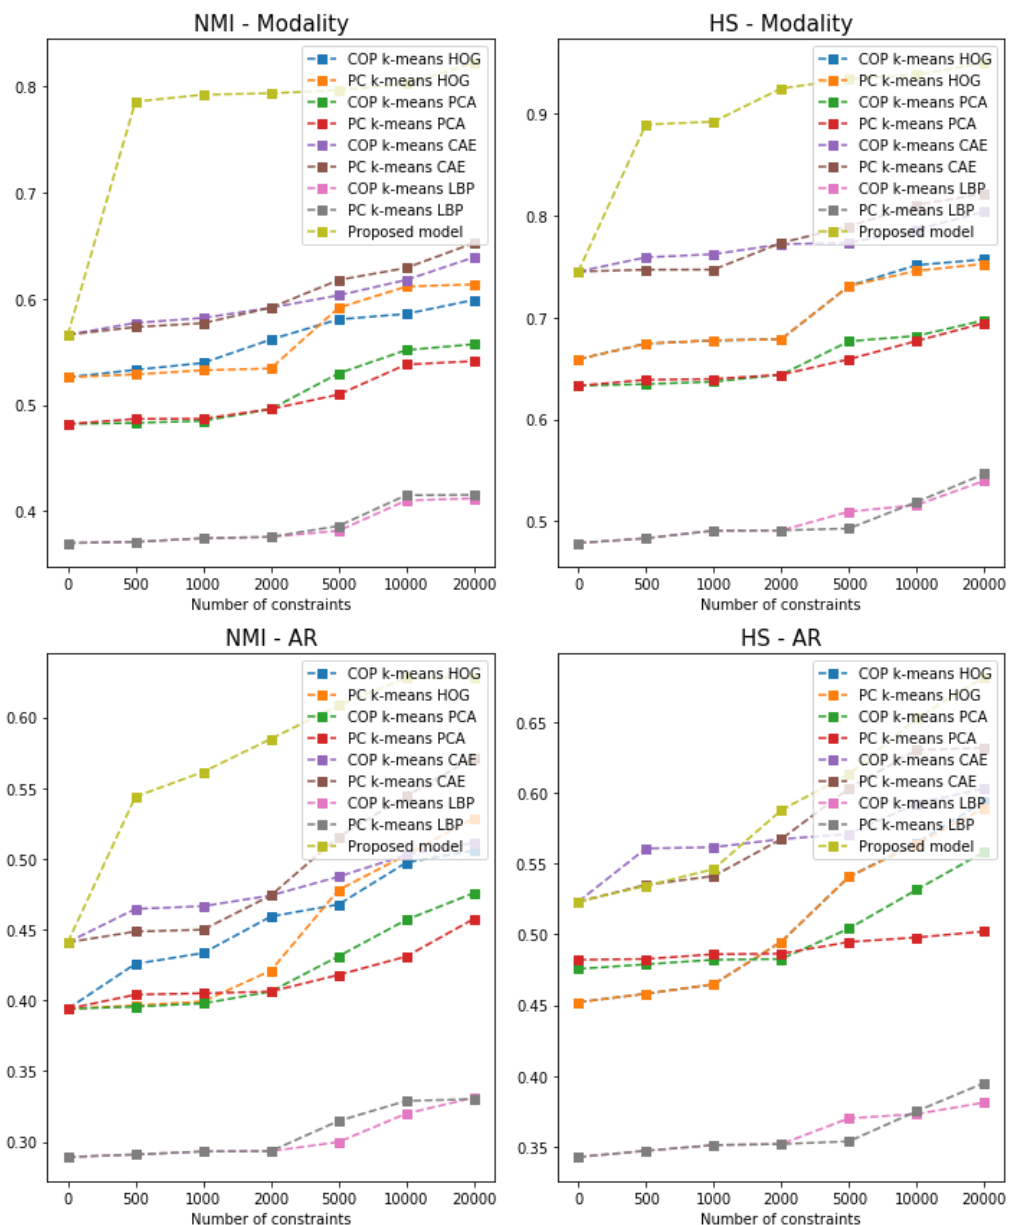 NMI - Modality
0.8
0.7
0.6
0.5
0.4
COP k-means HOG
PC k-means HOG
COP k-means PCA
PC k-means PCA
COP k-means CAE
PC k-means CAE
COP k-means LBP
PC k-means LBP
Proposed model
0 500 1000 2000 5000 10000 20000
Number of constraints
HS - Modality
0.9
0.8
0.7
0.6
0.5
COP k-means HOG
PC k-means HOG
COP k-means PCA
PC k-means PCA
COP k-means CAE
PC k-means CAE
COP k-means LBP
PC k-means LBP
Proposed model
0 500 1000 2000 5000 10000 20000
Number of constraints
NMI - AR
0.60
0.55
0.50
0.45
0.40
0.35
0.30
COP k-means HOG
PC k-means HOG
COP k-means PCA
PC k-means PCA
COP k-means CAE
PC k-means CAE
COP k-means LBP
PC k-means LBP
Proposed model
0 500 1000 2000 5000 10000 20000
Number of constraints
HS - AR
0.65
0.60
0.55
0.50
0.45
0.40
0.35
COP k-means HOG
PC k-means HOG
COP k-means PCA
PC k-means PCA
COP k-means CAE
PC k-means CAE
COP k-means LBP
PC k-means LBP
Proposed model
0 500 1000 2000 5000 10000 20000
Number of constraints